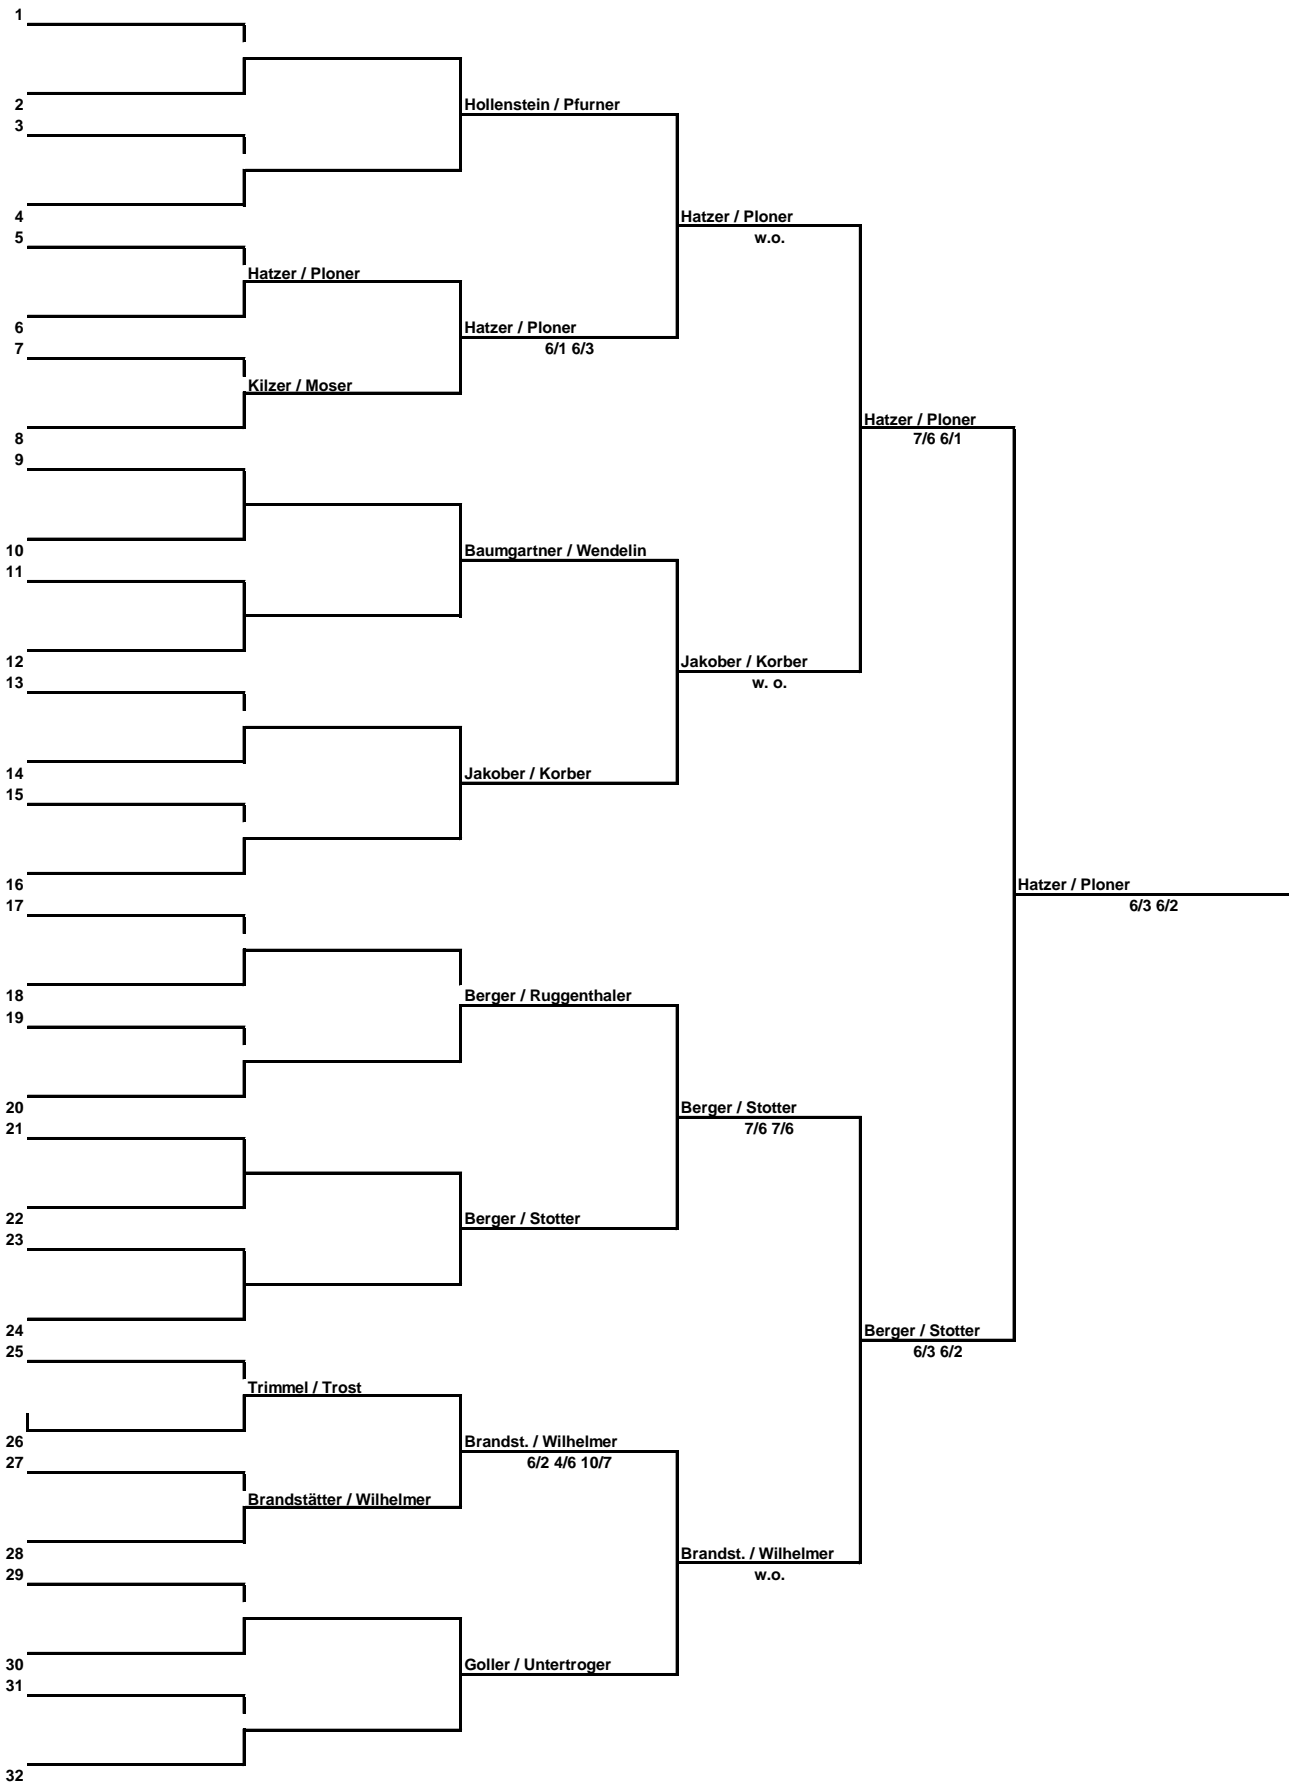 1
2
Hollenstein / Pfurner
3
4
Hatzer / Ploner
5
w.o.
Hatzer / Ploner
6
Hatzer / Ploner
7
6/1 6/3
Kilzer / Moser
8
Hatzer / Ploner
7/6 6/1
9
10
Baumgartner / Wendelin
11
12
Jakober / Korber
13
w. o.
14
Jakober / Korber
15
16
Hatzer / Ploner
17
6/3 6/2
18
Berger / Ruggenthaler
19
20
Berger / Stotter
21
7/6 7/6
22
Berger / Stotter
23
24
Berger / Stotter
25
6/3 6/2
Trimmel / Trost
26
Brandst. / Wilhelmer
27
6/2 4/6 10/7
Brandstätter / Wilhelmer
28
Brandst. / Wilhelmer
29
w.o.
30
Goller / Untertroger
31
32